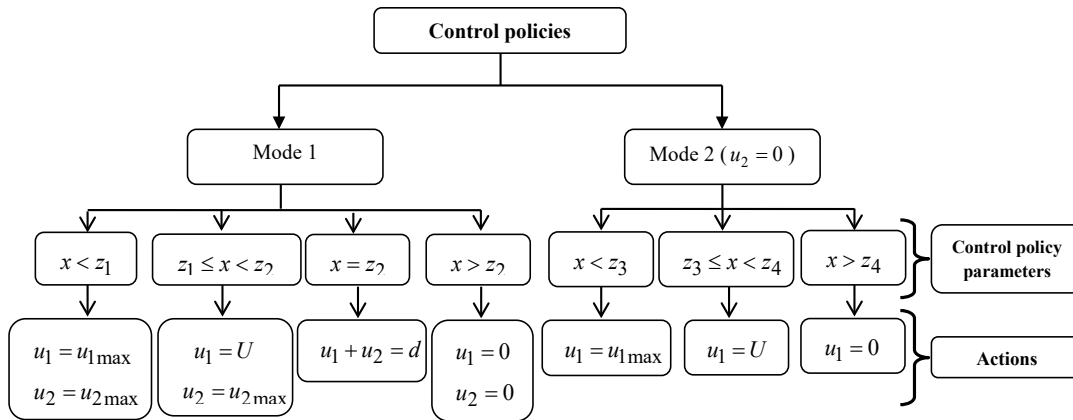 Control policies
Mode 1
Mode 2 ( u₂ = 0 )
x < z₁
z₁ ≤ x < z₂
x = z₂
x > z₂
x < z₃
z₃ ≤ x < z₄
x > z₄
Control policy
parameters
u₁ = u₁max
u₂ = u₂max
u₁ = U
u₂ = u₂max
u₁ + u₂ = d
u₁ = 0
u₂ = 0
u₁ = u₁max
u₁ = U
u₁ = 0
Actions